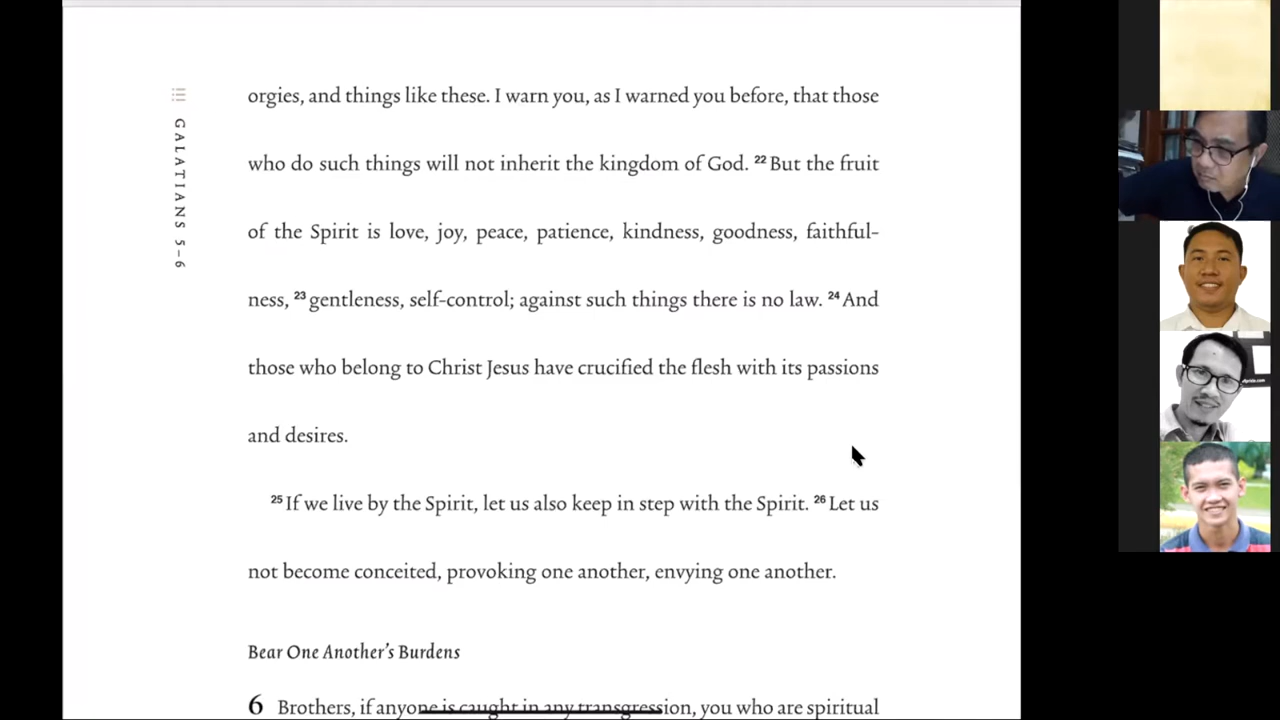 orgies, and things like these. I warn you, as I warned you before, that those
who do such things will not inherit the kingdom of God. 22 But the fruit
of the Spirit is love, joy, peace, patience, kindness, goodness, faithful-
ness, 23 gentleness, self-control; against such things there is no law. 24 And
those who belong to Christ Jesus have crucified the flesh with its passions
and desires.
25 If we live by the Spirit, let us also keep in step with the Spirit. 26 Let us
not become conceited, provoking one another, envying one another.
Bear One Another's Burdens
6 Brothers, if anyone is caught in any transgression, you who are spiritual
GALATIANS 5–6